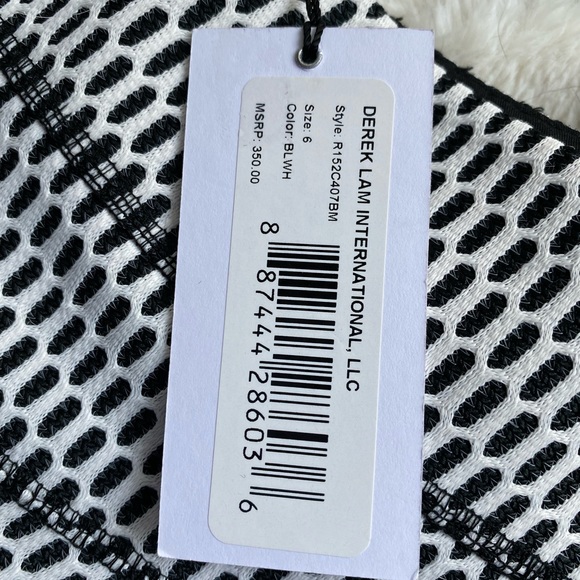 DEREK LAM INTERNATIONAL, LLC
Style: R152C407BM
Size: 6
Color: BLWH
MSRP: 350.00
8 87444 28603 6